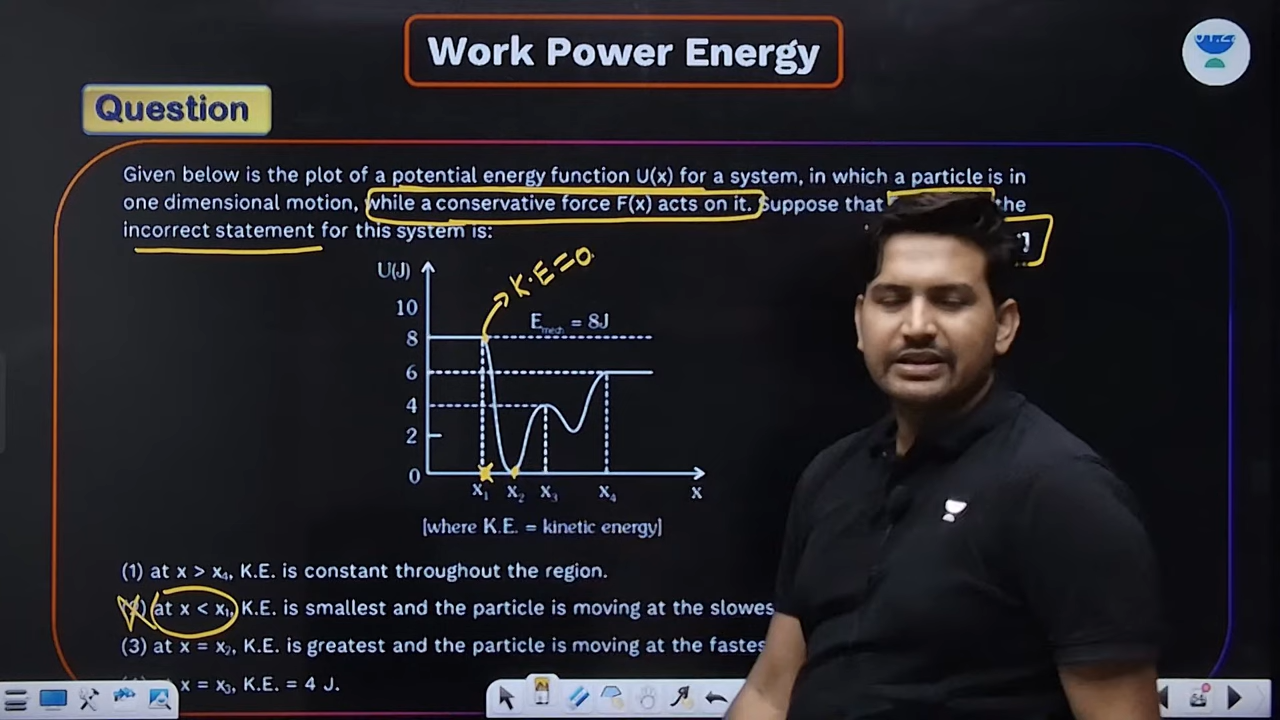 Work Power Energy
Question
Given below is the plot of a potential energy function U(x) for a system, in which a particle is in
one dimensional motion, while a conservative force F(x) acts on it. Suppose that the
incorrect statement for this system is:
K.E=0
U(J)
10
E_mech = 8J
8
6
4
2
0
x₁ x₂ x₃ x₄ x
[where K.E. = kinetic energy]
(1) at x > x₄, K.E. is constant throughout the region.
at x < x₁, K.E. is smallest and the particle is moving at the slowes
(3) at x = x₂, K.E. is greatest and the particle is moving at the fastes
x = x₃, K.E. = 4 J.